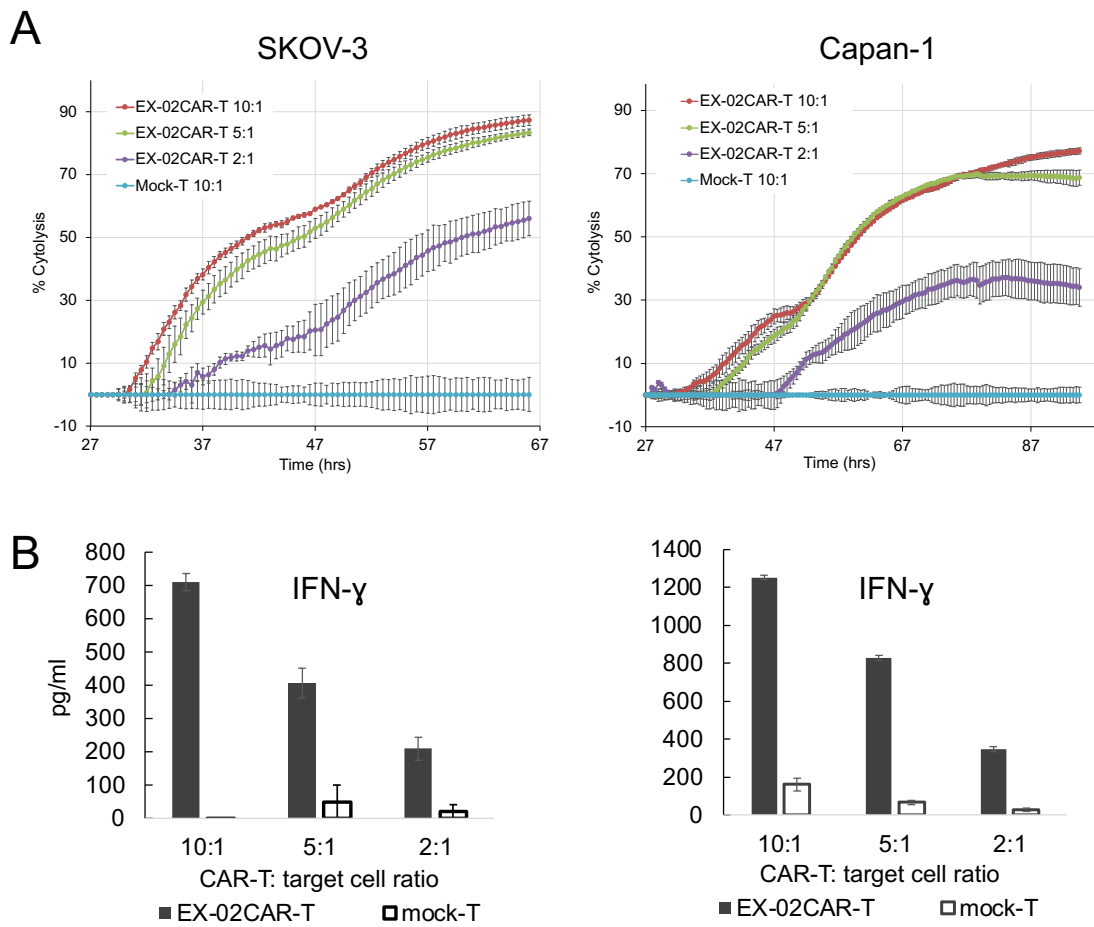 A
SKOV-3
Capan-1
EX-02CAR-T 10:1
EX-02CAR-T 5:1
EX-02CAR-T 2:1
Mock-T 10:1
% Cytolysis
90
70
50
30
10
-10
27
37
47
57
67
Time (hrs)
EX-02CAR-T 10:1
EX-02CAR-T 5:1
EX-02CAR-T 2:1
Mock-T 10:1
% Cytolysis
90
70
50
30
10
-10
27
47
67
87
Time (hrs)
B
IFN-ɣ
pg/ml
800
700
600
500
400
300
200
100
0
10:1
5:1
2:1
CAR-T: target cell ratio
EX-02CAR-T
mock-T
IFN-ɣ
1400
1200
1000
800
600
400
200
0
10:1
5:1
2:1
CAR-T: target cell ratio
EX-02CAR-T
mock-T